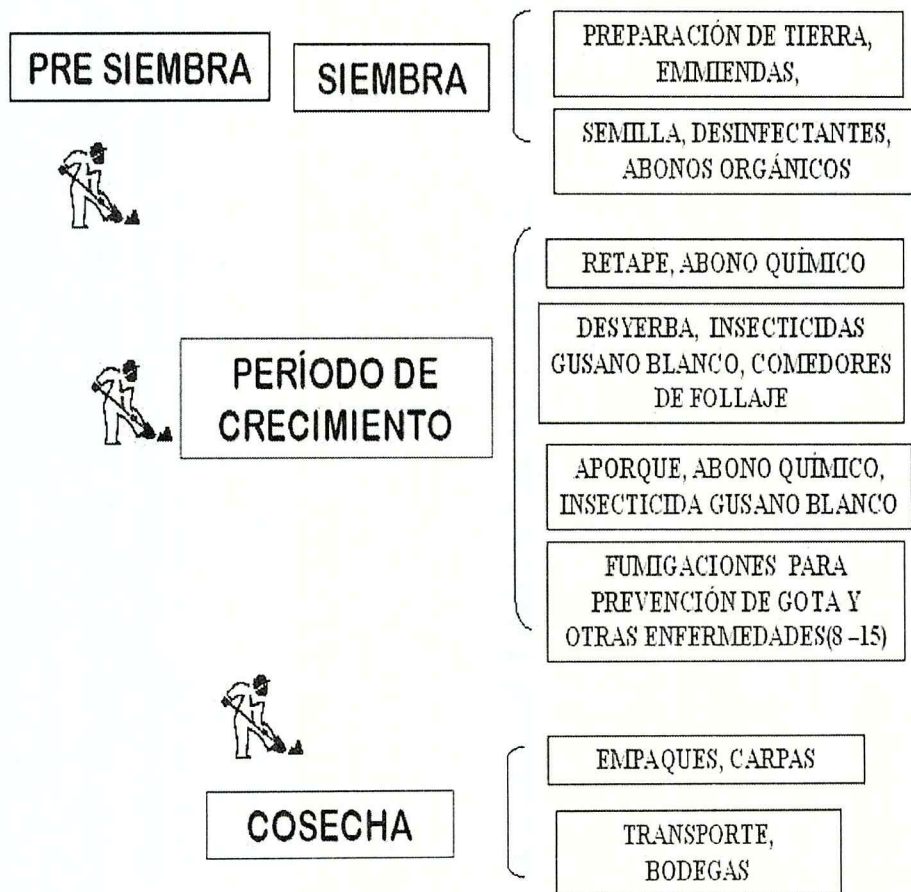 PRE SIEMBRA
SIEMBRA
PREPARACIÓN DE TIERRA,
EMMIENDAS,
SEMILLA, DESINFECTANTES,
ABONOS ORGÁNICOS
PERÍODO DE
CRECIMIENTO
RETAPE, ABONO QUÍMICO
DESYERBA, INSECTICIDAS
GUSANO BLANCO, COMEDORES
DE FOLLAJE
APORQUE, ABONO QUÍMICO,
INSECTICIDA GUSANO BLANCO
FUMIGACIONES PARA
PREVENCIÓN DE GOTA Y
OTRAS ENFERMEDADES(8 –15)
COSECHA
EMPAQUES, CARPAS
TRANSPORTE,
BODEGAS